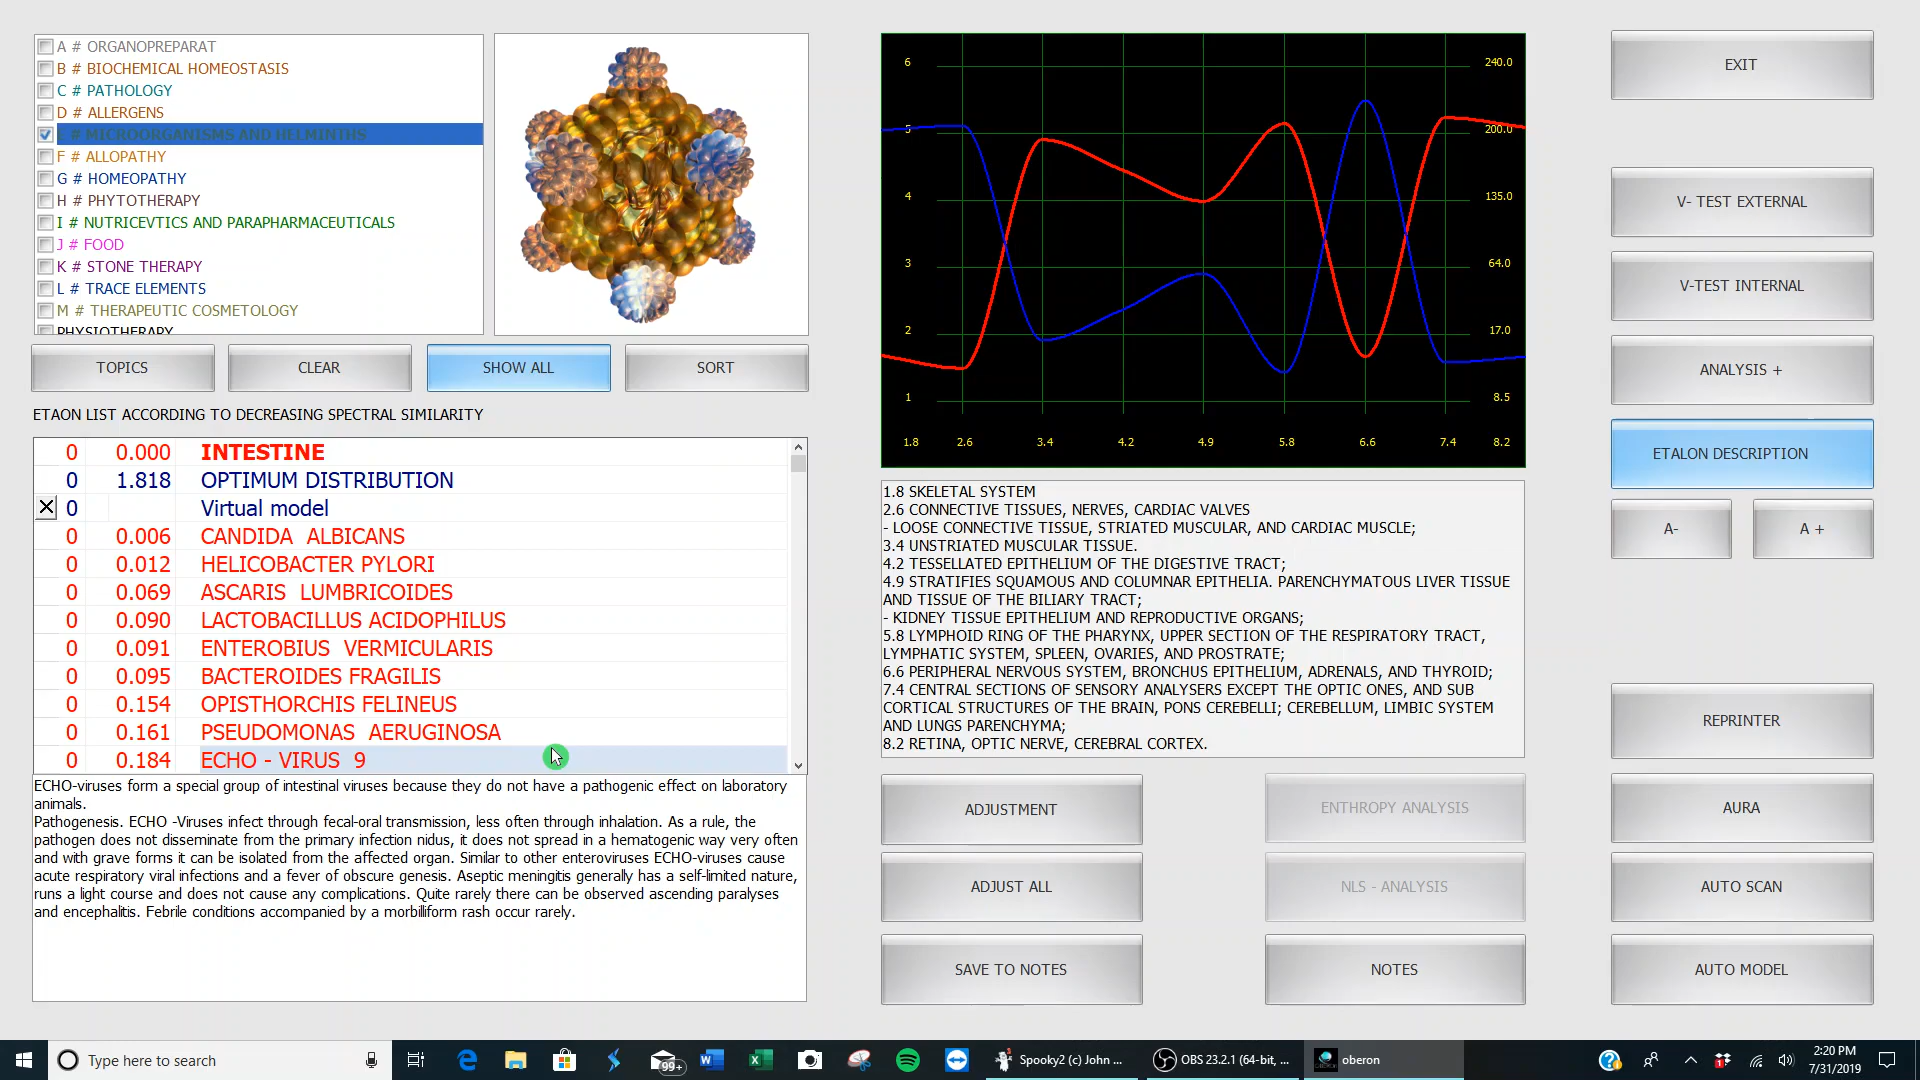 A # ORGANOPREPARAT
B # BIOCHEMICAL HOMEOSTASIS
C # PATHOLOGY
D # ALLERGENS
E # MICROORGANISMS AND HELMINTHS
F # ALLOPATHY
G # HOMEOPATHY
H # PHYTOTHERAPY
I # NUTRICEVTICS AND PARAPHARMACEUTICALS
J # FOOD
K # STONE THERAPY
L # TRACE ELEMENTS
M # THERAPEUTIC COSMETOLOGY
PHYSIOTHERAPY
TOPICS
CLEAR
SHOW ALL
SORT
ETAON LIST ACCORDING TO DECREASING SPECTRAL SIMILARITY
0 0.000 INTESTINE
0 1.818 OPTIMUM DISTRIBUTION
0 Virtual model
0 0.006 CANDIDA ALBICANS
0 0.012 HELICOBACTER PYLORI
0 0.069 ASCARIS LUMBRICOIDES
0 0.090 LACTOBACILLUS ACIDOPHILUS
0 0.091 ENTEROBIUS VERMICULARIS
0 0.095 BACTEROIDES FRAGILIS
0 0.154 OPISTHORCHIS FELINEUS
0 0.161 PSEUDOMONAS AERUGINOSA
0 0.184 ECHO - VIRUS 9
ECHO-viruses form a special group of intestinal viruses because they do not have a pathogenic effect on laboratory
animals.
Pathogenesis. ECHO -Viruses infect through fecal-oral transmission, less often through inhalation. As a rule, the
pathogen does not disseminate from the primary infection nidus, it does not spread in a hematogenic way very often
and with grave forms it can be isolated from the affected organ. Similar to other enteroviruses ECHO-viruses cause
acute respiratory viral infections and a fever of obscure genesis. Aseptic meningitis generally has a self-limited nature,
runs a light course and does not cause any complications. Quite rarely there can be observed ascending paralyses
and encephalitis. Febrile conditions accompanied by a morbilliform rash occur rarely.
6 240.0
5 200.0
4 135.0
3 64.0
2 17.0
1 8.5
1.8 2.6 3.4 4.2 4.9 5.8 6.6 7.4 8.2
1.8 SKELETAL SYSTEM
2.6 CONNECTIVE TISSUES, NERVES, CARDIAC VALVES
- LOOSE CONNECTIVE TISSUE, STRIATED MUSCULAR, AND CARDIAC MUSCLE;
3.4 UNSTRIATED MUSCULAR TISSUE.
4.2 TESSELLATED EPITHELIUM OF THE DIGESTIVE TRACT;
4.9 STRATIFIES SQUAMOUS AND COLUMNAR EPITHELIA. PARENCHYMATOUS LIVER TISSUE
AND TISSUE OF THE BILIARY TRACT;
- KIDNEY TISSUE EPITHELIUM AND REPRODUCTIVE ORGANS;
5.8 LYMPHOID RING OF THE PHARYNX, UPPER SECTION OF THE RESPIRATORY TRACT,
LYMPHATIC SYSTEM, SPLEEN, OVARIES, AND PROSTRATE;
6.6 PERIPHERAL NERVOUS SYSTEM, BRONCHUS EPITHELIUM, ADRENALS, AND THYROID;
7.4 CENTRAL SECTIONS OF SENSORY ANALYSERS EXCEPT THE OPTIC ONES, AND SUB
CORTICAL STRUCTURES OF THE BRAIN, PONS CEREBELLI; CEREBELLUM, LIMBIC SYSTEM
AND LUNGS PARENCHYMA;
8.2 RETINA, OPTIC NERVE, CEREBRAL CORTEX.
ADJUSTMENT
ENTHROPY ANALYSIS
ADJUST ALL
NLS - ANALYSIS
SAVE TO NOTES
NOTES
EXIT
V- TEST EXTERNAL
V-TEST INTERNAL
ANALYSIS +
ETALON DESCRIPTION
A-
A +
REPRINTER
AURA
AUTO SCAN
AUTO MODEL
Type here to search
99+
Spooky2 (c) John ...
OBS 23.2.1 (64-bit, ...
oberon
2:20 PM
7/31/2019